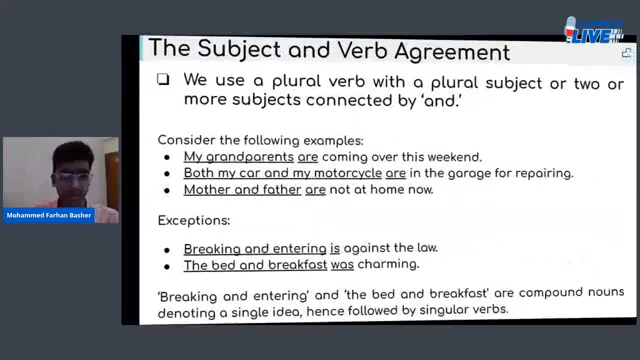 LIVE
The Subject and Verb Agreement
We use a plural verb with a plural subject or two or
more subjects connected by 'and.'
Consider the following examples:
My grandparents are coming over this weekend.
Both my car and my motorcycle are in the garage for repairing.
Mother and father are not at home now.
Mohammed Farhan Basher
Exceptions:
Breaking and entering is against the law.
The bed and breakfast was charming.
'Breaking and entering' and 'the bed and breakfast' are compound nouns
denoting a single idea, hence followed by singular verbs.